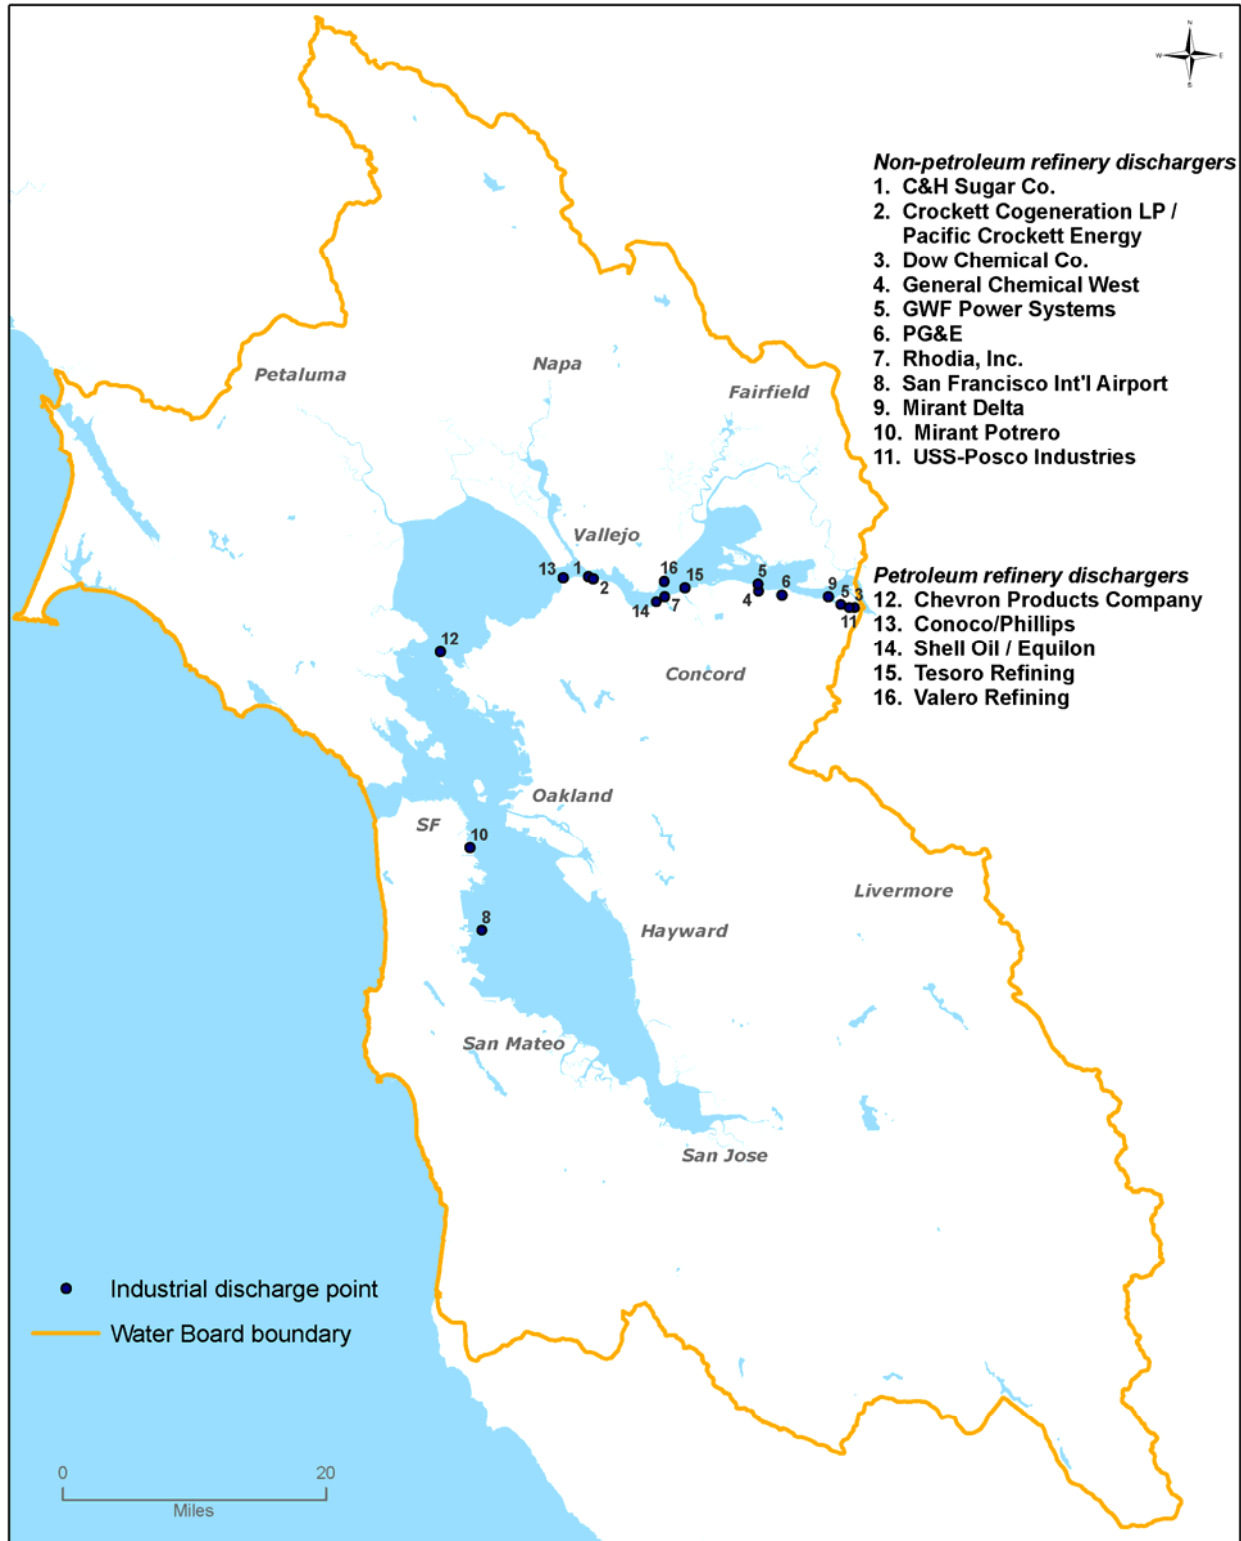 N
W
E
S
Non-petroleum refinery dischargers
1. C&H Sugar Co.
2. Crockett Cogeneration LP /
Pacific Crockett Energy
3. Dow Chemical Co.
4. General Chemical West
5. GWF Power Systems
6. PG&E
7. Rhodia, Inc.
8. San Francisco Int'l Airport
9. Mirant Delta
10. Mirant Potrero
11. USS-Posco Industries
Petroleum refinery dischargers
12. Chevron Products Company
13. Conoco/Phillips
14. Shell Oil / Equilon
15. Tesoro Refining
16. Valero Refining
Petaluma
Napa
Fairfield
Vallejo
13
1
2
16
15
14
7
5
4
6
9
5
3
11
12
Concord
Oakland
SF
10
Livermore
8
Hayward
San Mateo
San Jose
Industrial discharge point
Water Board boundary
0
20
Miles